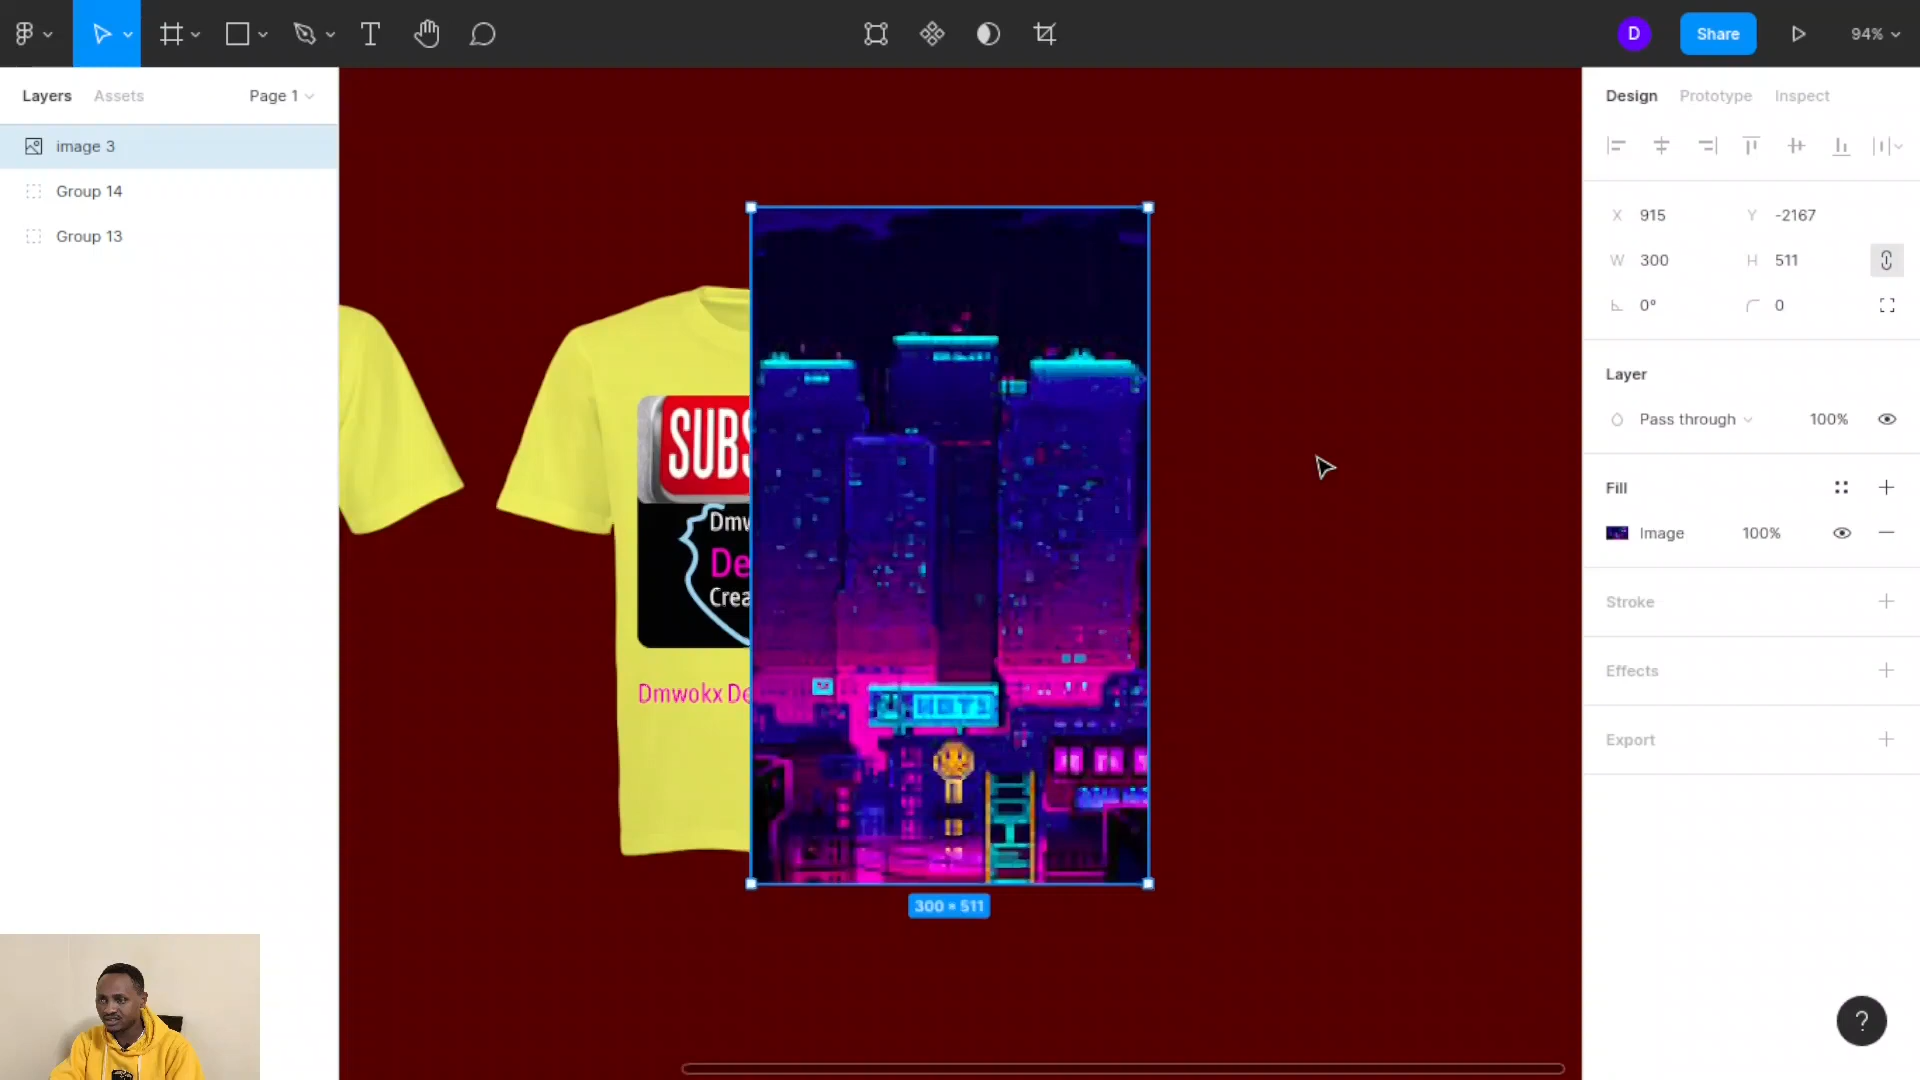 D
Share
94%
Layers
Assets
Page 1
Design
Prototype
Inspect
image 3
Group 14
Group 13
X 915
Y -2167
W 300
H 511
0°
0
Layer
Pass through
100%
Fill
Image
100%
Stroke
Effects
Export
SUBS
Dmw
De
Crea
Dmwokx De
300 × 511
?